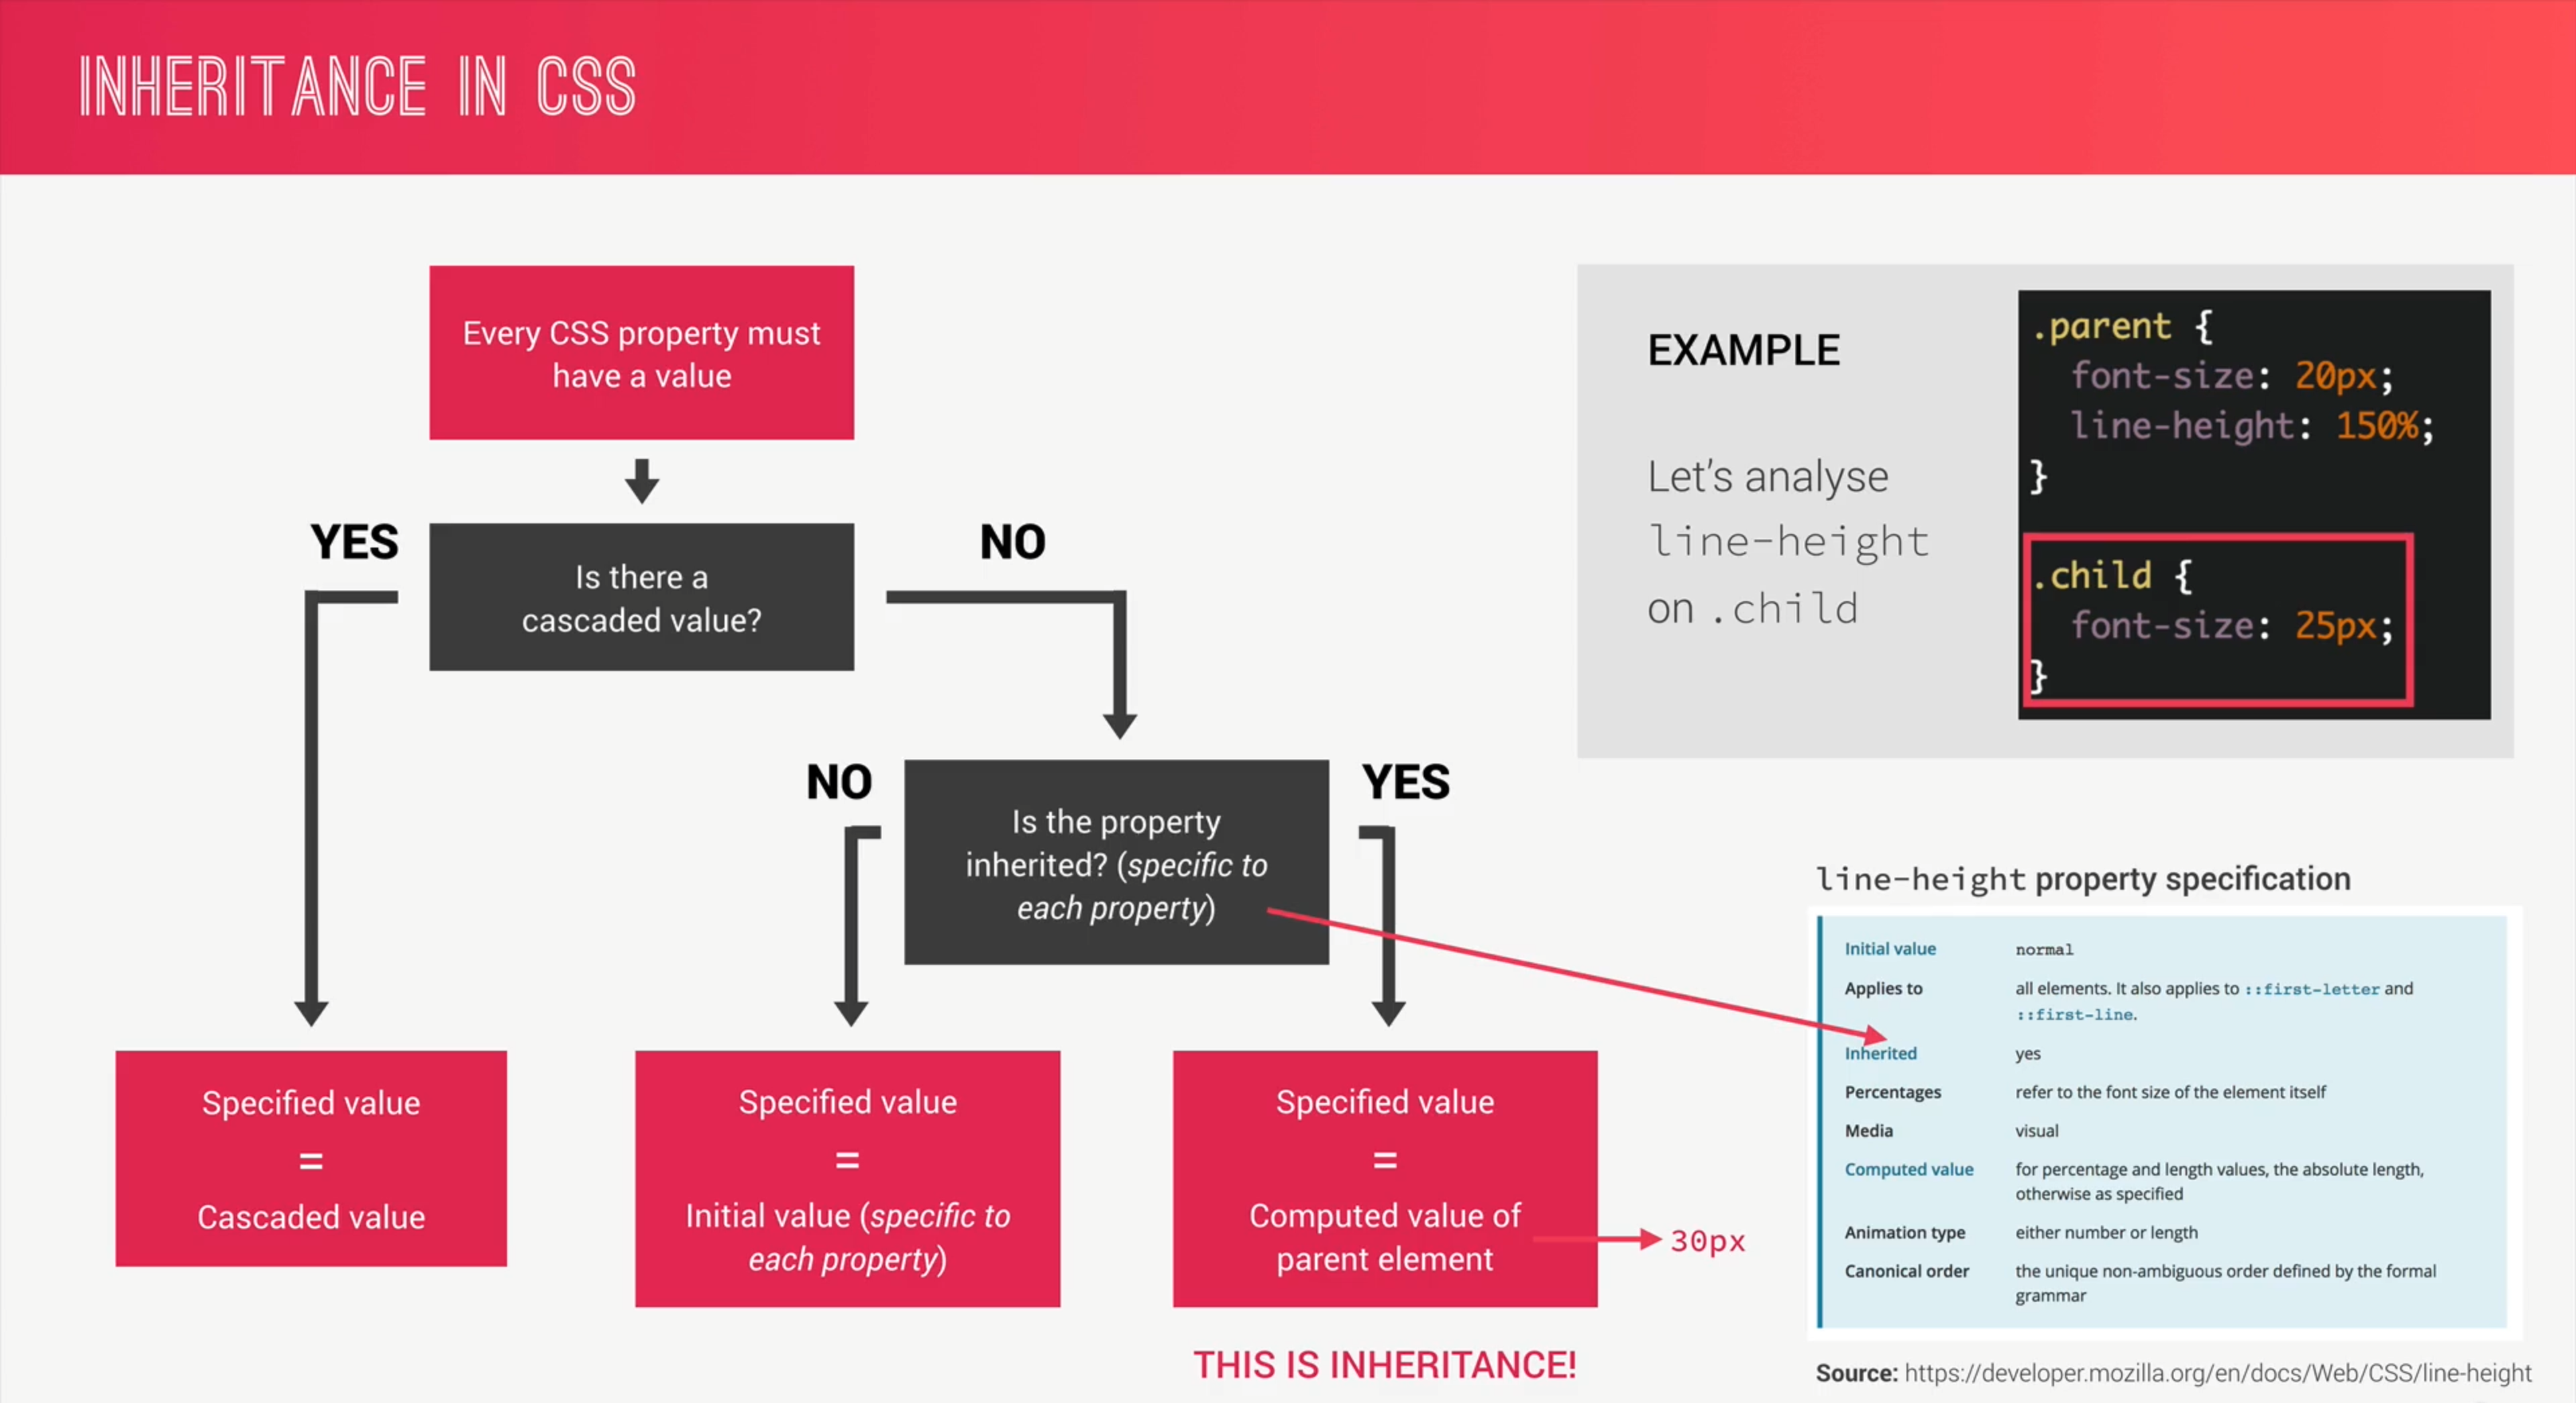 INHERITANCE IN CSS
Every CSS property must
have a value
YES
NO
Is there a
cascaded value?
NO
YES
Is the property
inherited? (specific to
each property)
Specified value
=
Cascaded value
Specified value
=
Initial value (specific to
each property)
Specified value
=
Computed value of
parent element
30px
THIS IS INHERITANCE!
EXAMPLE
Let's analyse
line-height
on .child
.parent {
font-size: 20px;
line-height: 150%;
}
.child {
font-size: 25px;
}
line-height property specification
Initial value normal
Applies to all elements. It also applies to ::first-letter and
::first-line.
Inherited yes
Percentages refer to the font size of the element itself
Media visual
Computed value for percentage and length values, the absolute length,
otherwise as specified
Animation type either number or length
Canonical order the unique non-ambiguous order defined by the formal
grammar
Source: https://developer.mozilla.org/en/docs/Web/CSS/line-height